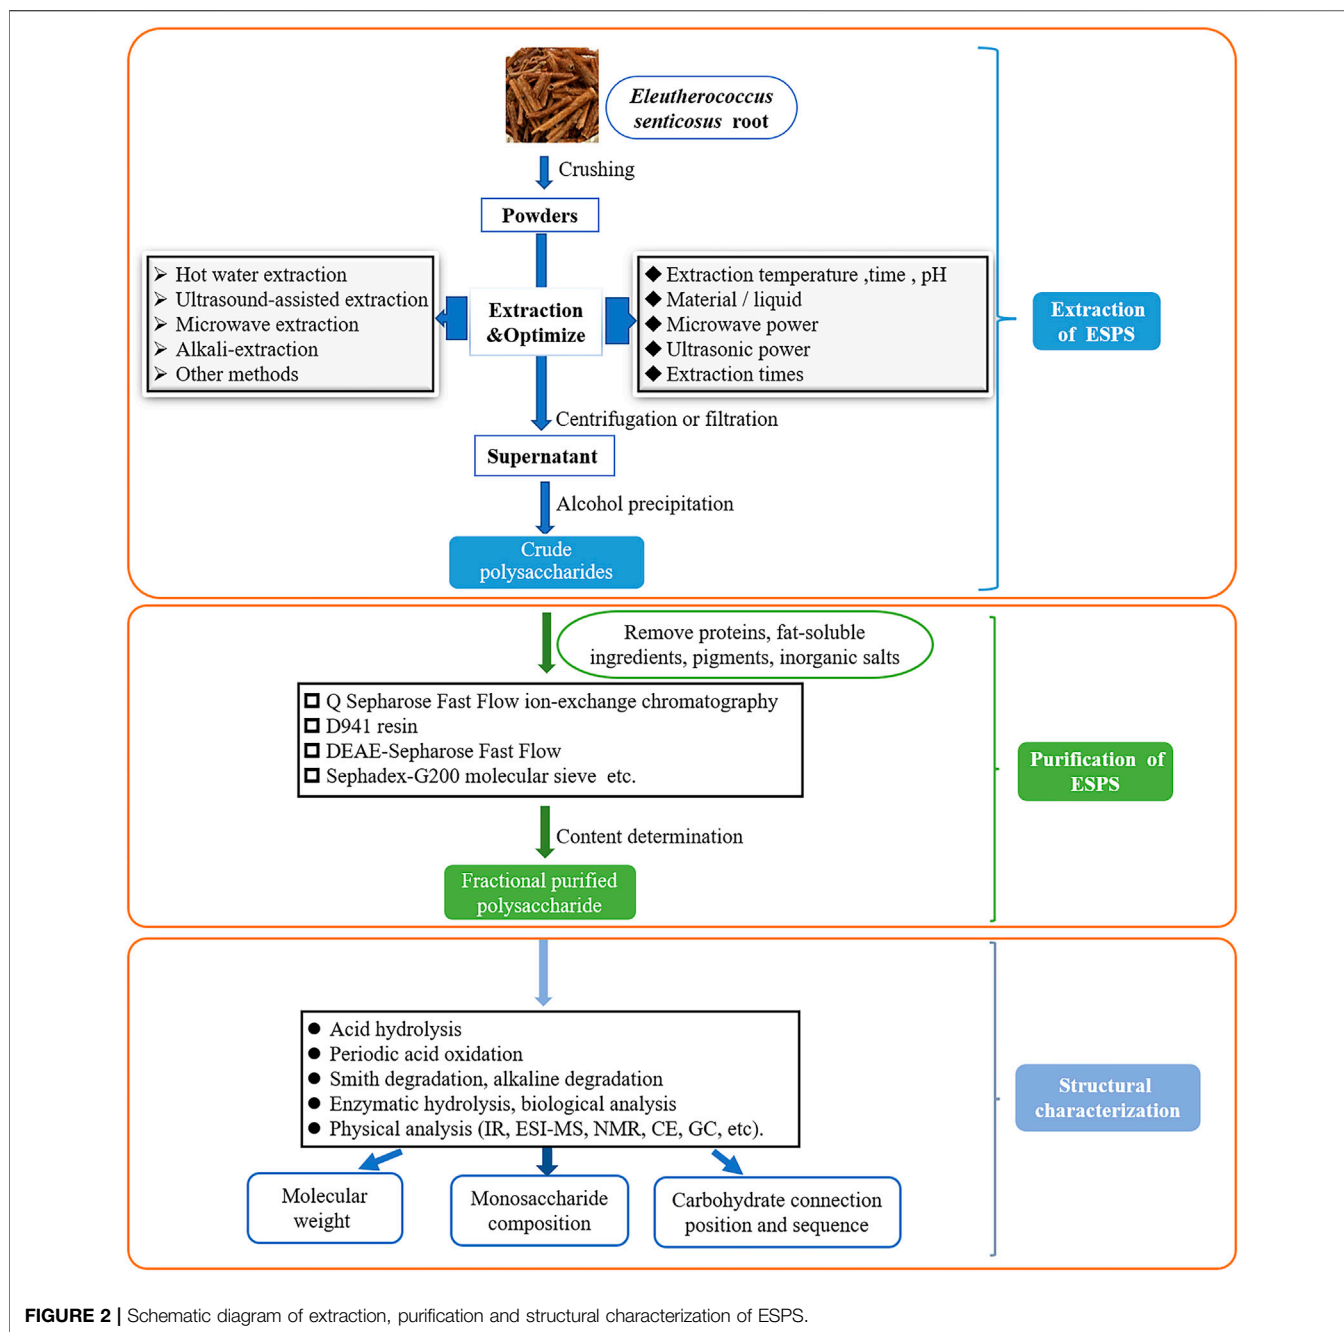 Eleutherococcus
senticosus root
Crushing
Powders
➢ Hot water extraction
➢ Ultrasound-assisted extraction
➢ Microwave extraction
➢ Alkali-extraction
➢ Other methods
Extraction
&Optimize
◆ Extraction temperature ,time , pH
◆ Material / liquid
◆ Microwave power
◆ Ultrasonic power
◆ Extraction times
Extraction
of ESPS
Centrifugation or filtration
Supernatant
Alcohol precipitation
Crude
polysaccharides
Remove proteins, fat-soluble
ingredients, pigments, inorganic salts
❑ Q Sepharose Fast Flow ion-exchange chromatography
❑ D941 resin
❑ DEAE-Sepharose Fast Flow
❑ Sephadex-G200 molecular sieve etc.
Purification of
ESPS
Content determination
Fractional purified
polysaccharide
● Acid hydrolysis
● Periodic acid oxidation
● Smith degradation, alkaline degradation
● Enzymatic hydrolysis, biological analysis
● Physical analysis (IR, ESI-MS, NMR, CE, GC, etc).
Structural
characterization
Molecular
weight
Monosaccharide
composition
Carbohydrate connection
position and sequence
FIGURE 2 | Schematic diagram of extraction, purification and structural characterization of ESPS.